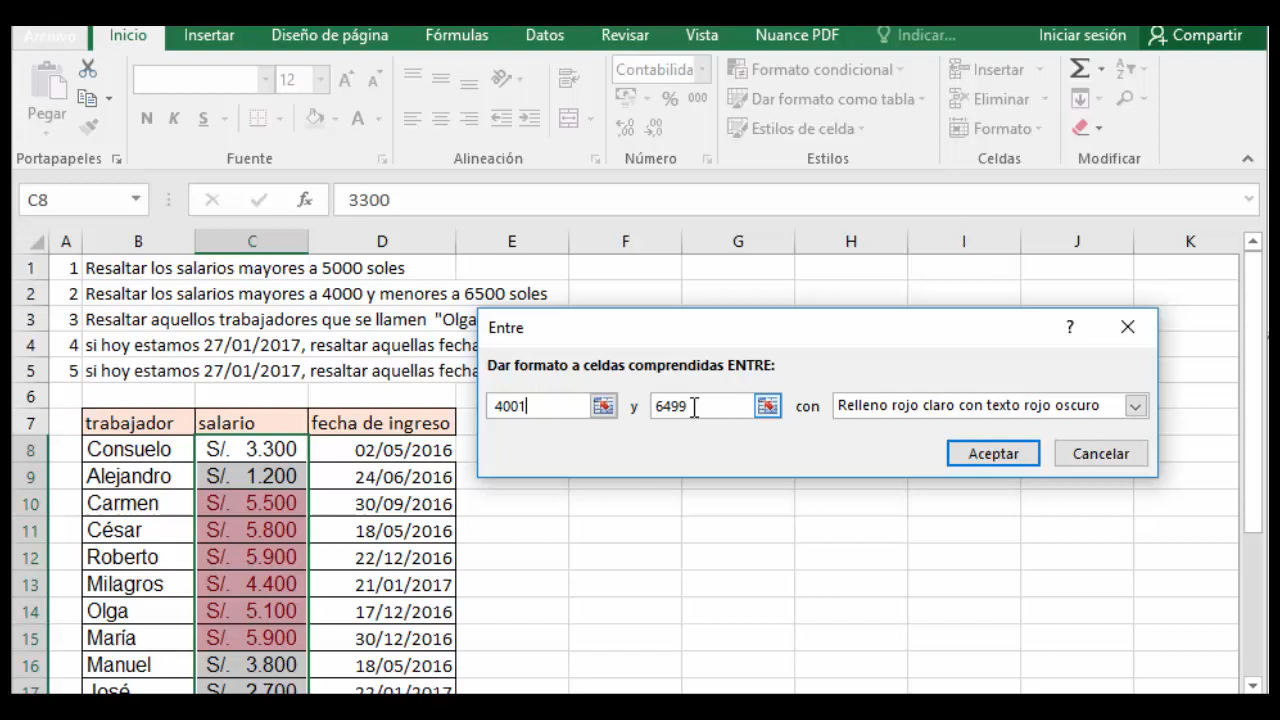 Archivo Inicio Insertar Diseño de página Fórmulas Datos Revisar Vista Nuance PDF Indicar... Iniciar sesión Compartir
Pegar
12
N K S
A A A
Contabilida
% 000
Formato condicional
Dar formato como tabla
Estilos de celda
Insertar
Eliminar
Formato
Portapapeles Fuente Alineación Número Estilos Celdas Modificar
C8 fx 3300
A B C D E F G H I J K
1 1 Resaltar los salarios mayores a 5000 soles
2 2 Resaltar los salarios mayores a 4000 y menores a 6500 soles
3 3 Resaltar aquellos trabajadores que se llamen "Olga
4 4 si hoy estamos 27/01/2017, resaltar aquellas fecha
5 5 si hoy estamos 27/01/2017, resaltar aquellas fecha
6
7 trabajador salario fecha de ingreso
8 Consuelo S/. 3.300 02/05/2016
9 Alejandro S/. 1.200 24/06/2016
10 Carmen S/. 5.500 30/09/2016
11 César S/. 5.800 18/05/2016
12 Roberto S/. 5.900 22/12/2016
13 Milagros S/. 4.400 21/01/2017
14 Olga S/. 5.100 17/12/2016
15 María S/. 5.900 30/12/2016
16 Manuel S/. 3.800 18/05/2016
17 José S/. 2.700 22/01/2017
Entre ?
Dar formato a celdas comprendidas ENTRE:
4001 y 6499 con Relleno rojo claro con texto rojo oscuro
Aceptar Cancelar